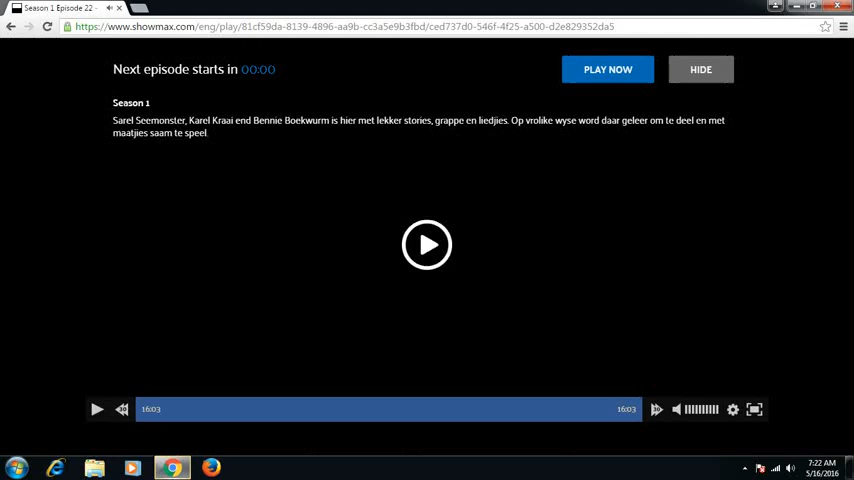 Season 1 Episode 22 -
https://www.showmax.com/eng/play/81cf59da-8139-4896-aa9b-cc3a5e9b3fbd/ced737d0-546f-4f25-a500-d2e829352da5
Next episode starts in 00:00
PLAY NOW
HIDE
Season 1
Sarel Seemonster, Karel Kraai end Bennie Boekwurm is hier met lekker stories, grappe en liedjies. Op vrolike wyse word daar geleer om te deel en met
maatjies saam te speel
30
16:03
16:03
30
7:22 AM
5/16/2016